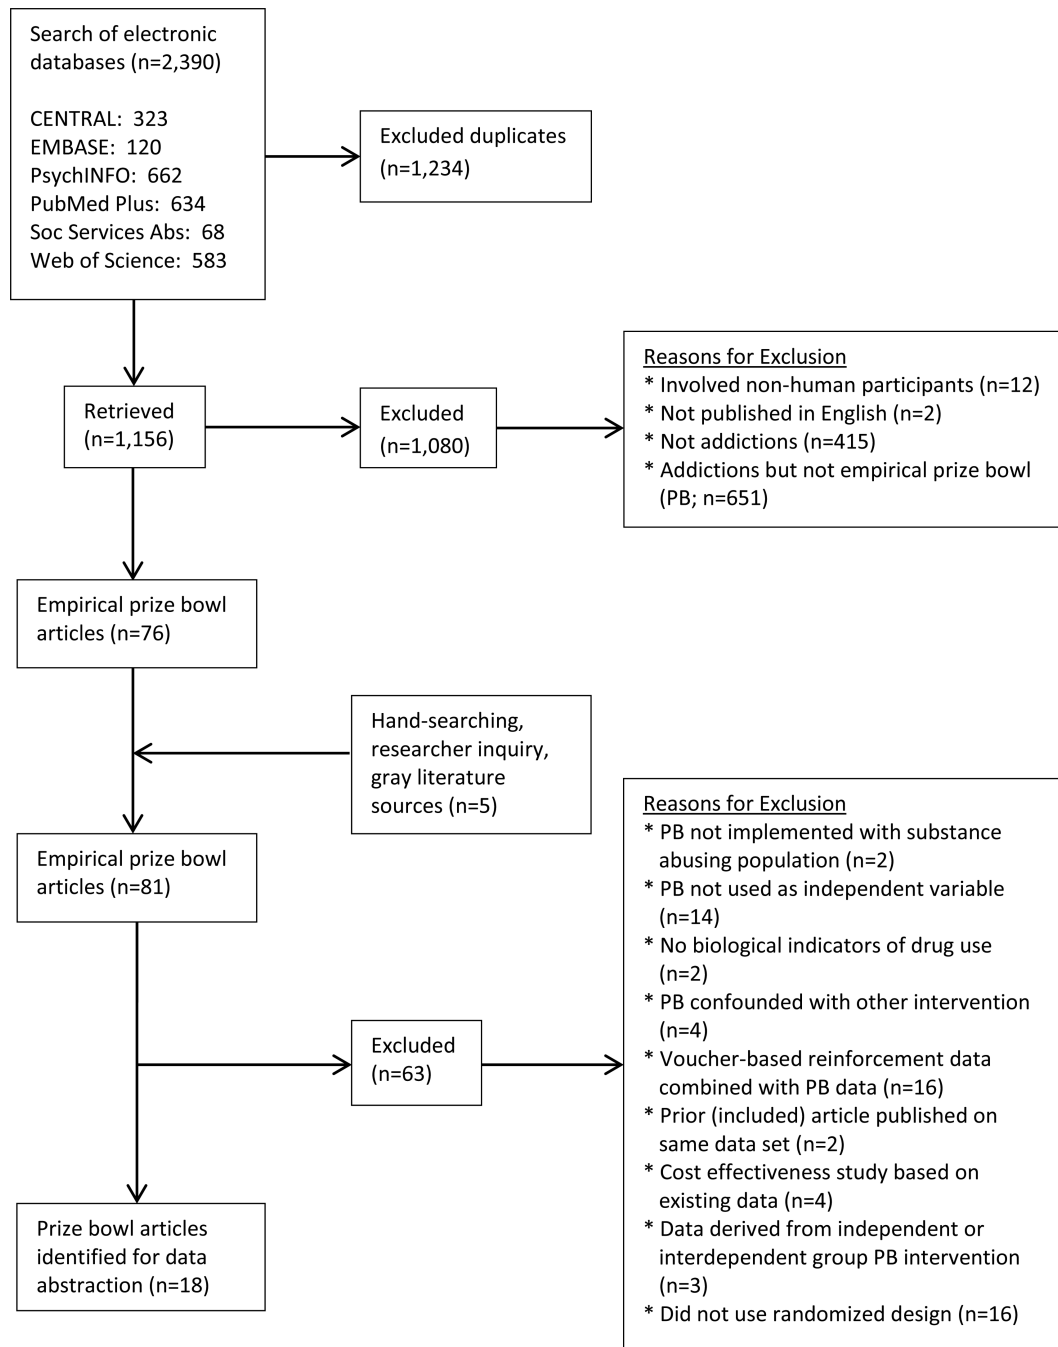 Search of electronic
databases (n=2,390)
CENTRAL:  323
EMBASE:  120
PsychINFO:  662
PubMed Plus:  634
Soc Services Abs:  68
Web of Science:  583
Excluded duplicates
(n=1,234)
Retrieved
(n=1,156)
Excluded
(n=1,080)
Reasons for Exclusion
* Involved non-human participants (n=12)
* Not published in English (n=2)
* Not addictions (n=415)
* Addictions but not empirical prize bowl
(PB; n=651)
Empirical prize bowl
articles (n=76)
Hand-searching,
researcher inquiry,
gray literature
sources (n=5)
Empirical prize bowl
articles (n=81)
Excluded
(n=63)
Reasons for Exclusion
* PB not implemented with substance
abusing population (n=2)
* PB not used as independent variable
(n=14)
* No biological indicators of drug use
(n=2)
* PB confounded with other intervention
(n=4)
* Voucher-based reinforcement data
combined with PB data (n=16)
* Prior (included) article published on
same data set (n=2)
* Cost effectiveness study based on
existing data (n=4)
* Data derived from independent or
interdependent group PB intervention
(n=3)
* Did not use randomized design (n=16)
Prize bowl articles
identified for data
abstraction (n=18)